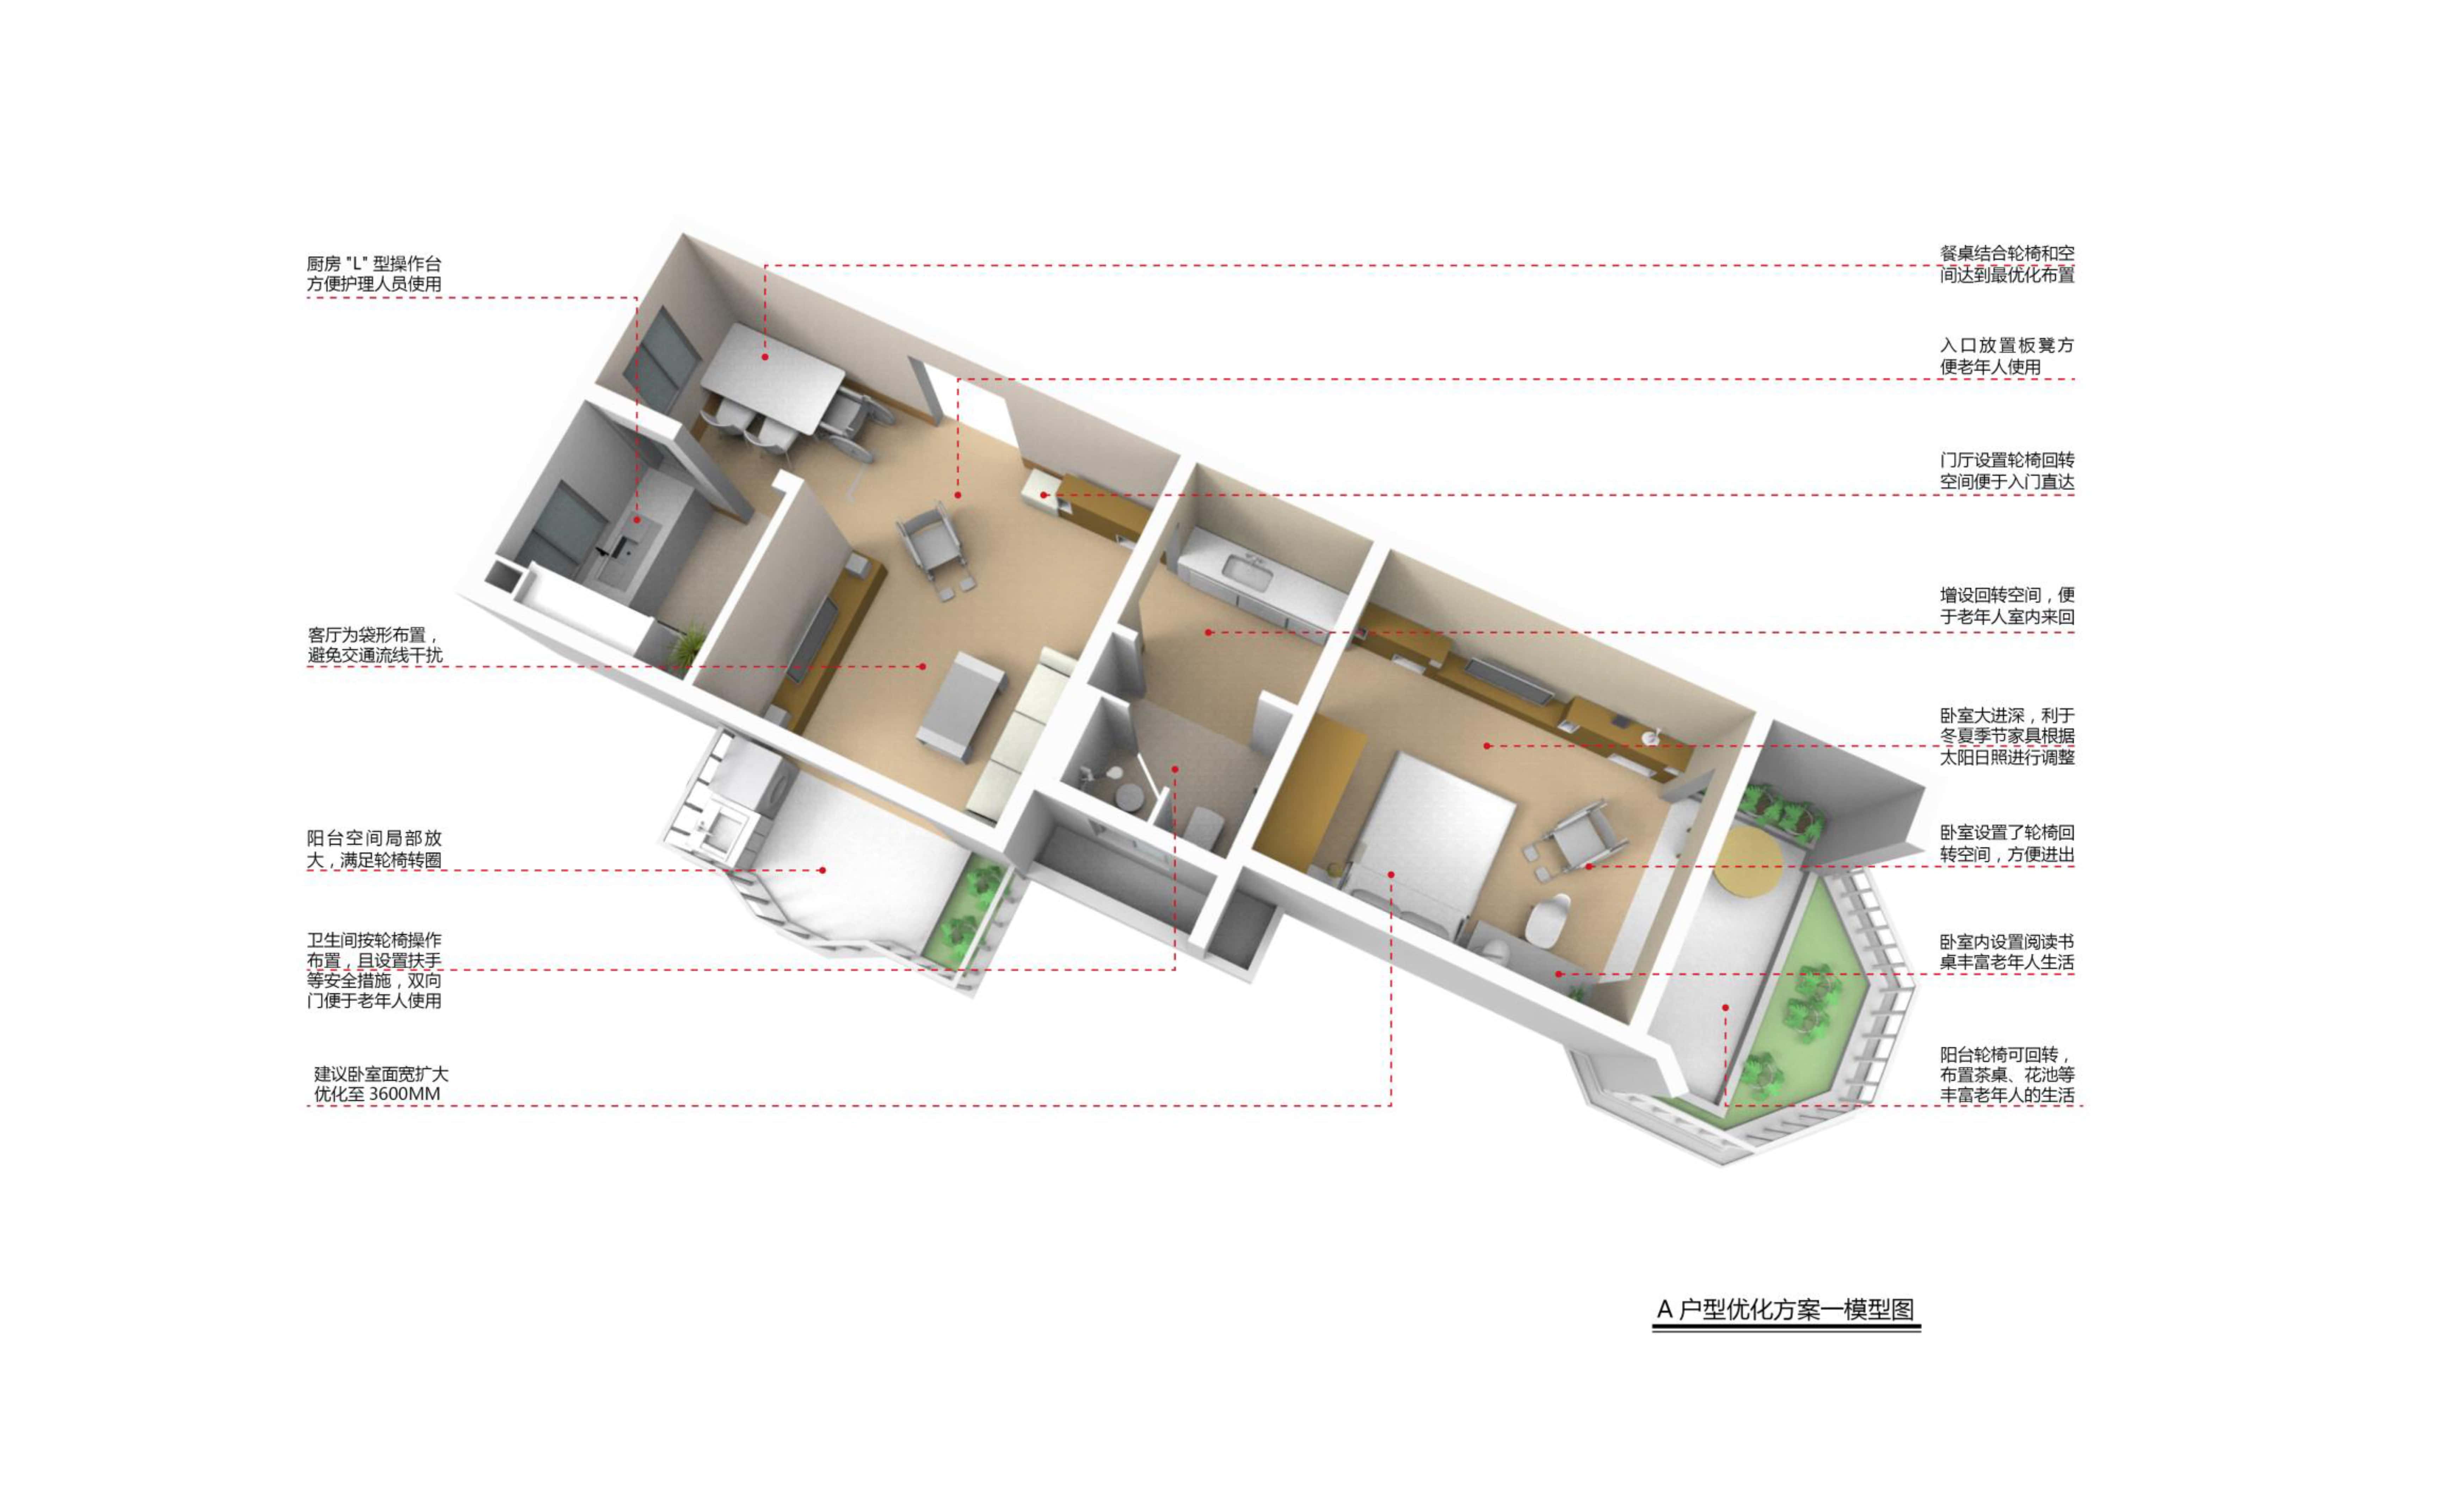 厨房 "L" 型操作台
方便护理人员使用
客厅为袋形布置，
避免交通流线干扰
阳台空间局部放
大，满足轮椅转圈
卫生间按轮椅操作
布置，且设置扶手
等安全措施，双向
门便于老年人使用
建议卧室面宽扩大
优化至 3600MM
餐桌结合轮椅和空
间达到最优化布置
入口放置板凳方
便老年人使用
门厅设置轮椅回转
空间便于入门直达
增设回转空间，便
于老年人室内来回
卧室大进深，利于
冬夏季节家具根据
太阳日照进行调整
卧室设置了轮椅回
转空间，方便进出
卧室内设置阅读书
桌丰富老年人生活
阳台轮椅可回转，
布置茶桌、花池等
丰富老年人的生活
A 户型优化方案一模型图